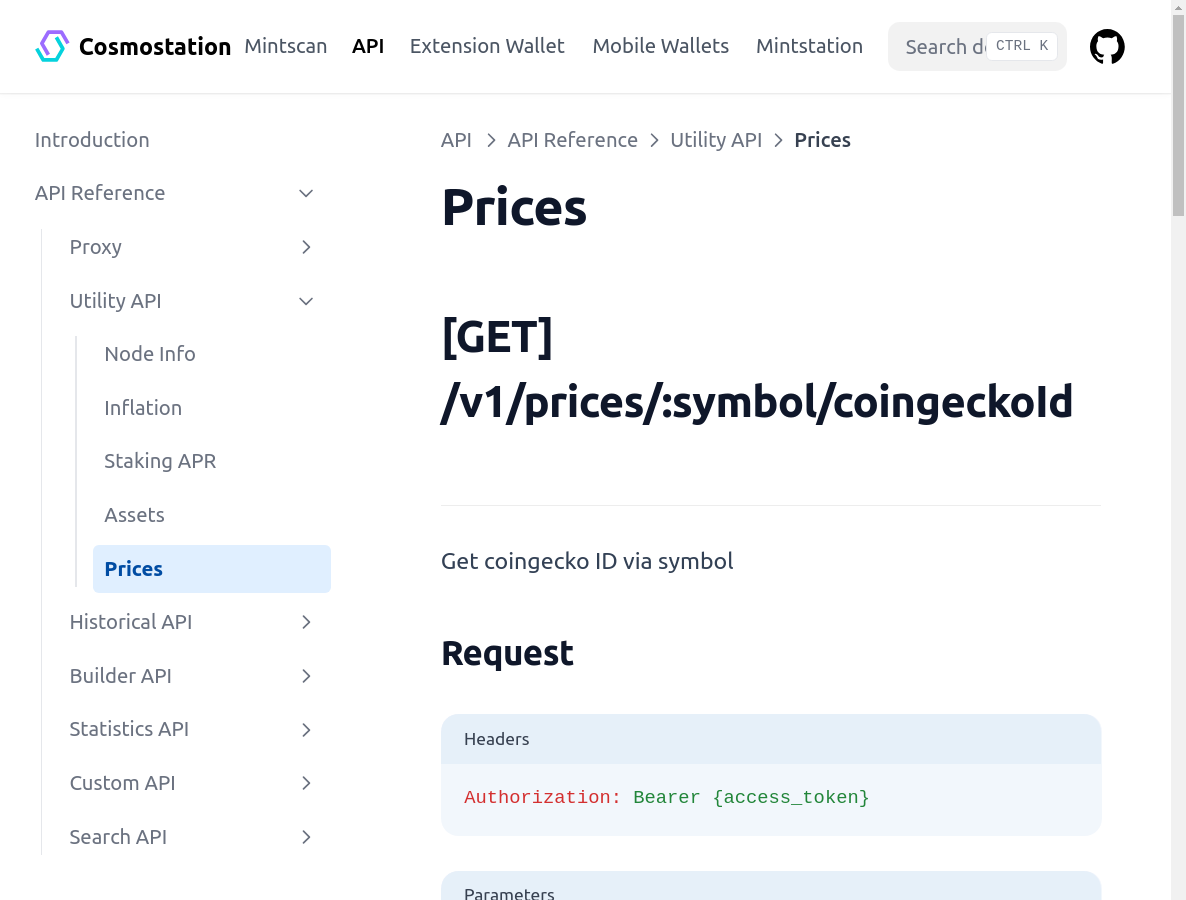 Cosmostation Mintscan API Extension Wallet Mobile Wallets Mintstation Search do CTRL K
Introduction
API Reference
Proxy
Utility API
Node Info
Inflation
Staking APR
Assets
Prices
Historical API
Builder API
Statistics API
Custom API
Search API
API API Reference Utility API Prices
Prices
[GET]
/v1/prices/:symbol/coingeckoId
Get coingecko ID via symbol
Request
Headers
Authorization: Bearer {access_token}
Parameters